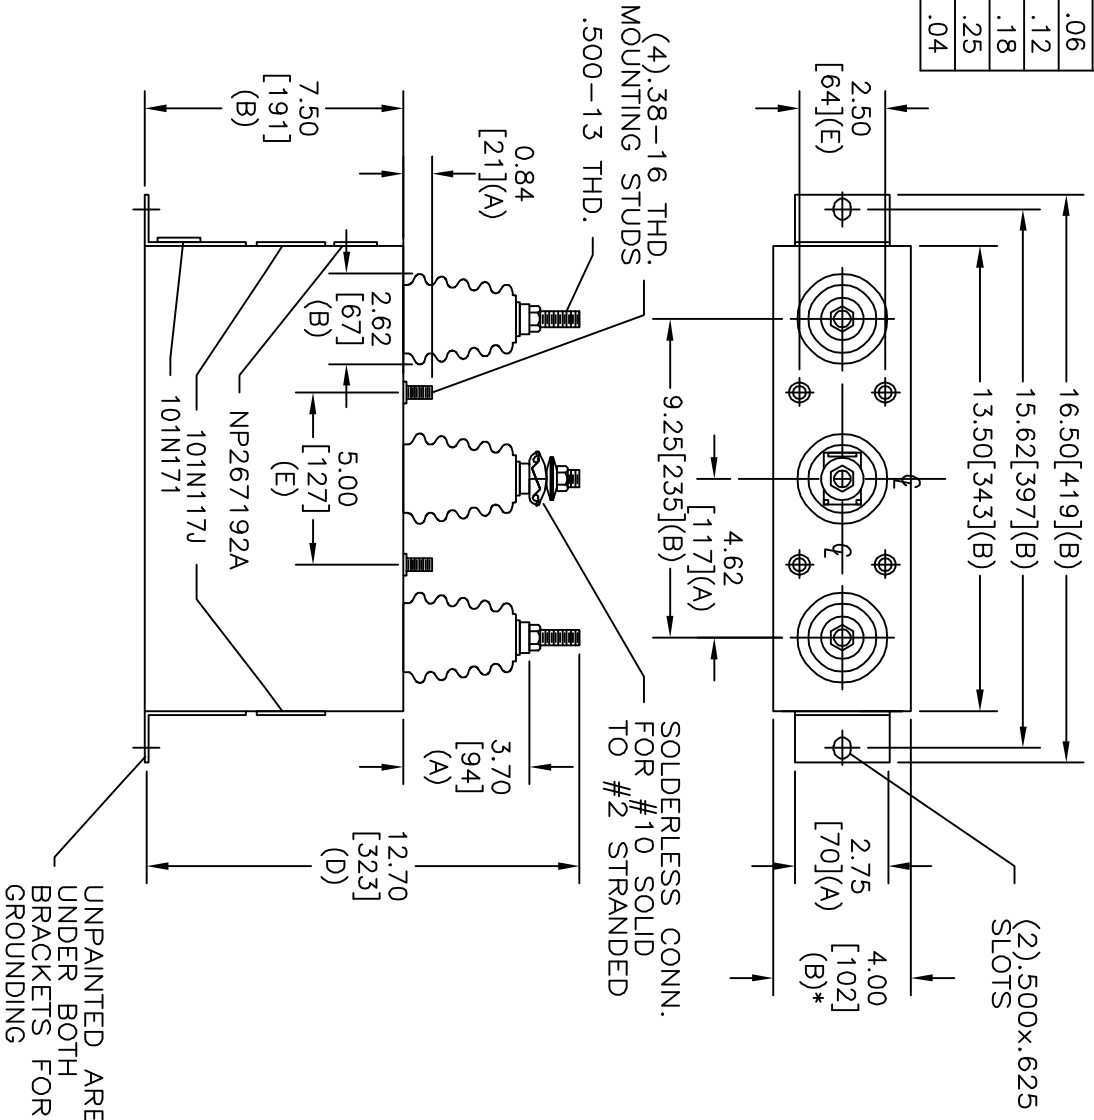 .06
.12
.18
.25
.04
16.50[419](B)
15.62[397](B)
13.50[343](B)
2.50
[64](E)
(2).500x.625
SLOTS
2.75
[70](A)
4.00
[102]
(B)*
4.62
[117](A)
9.25[235](B)
(4).38-16 THD.
MOUNTING STUDS
.500-13 THD.
SOLDERLESS CONN.
FOR #10 SOLID
TO #2 STRANDED
0.84
[21](A)
7.50
[191]
(B)
2.62
[67]
(B)
5.00
[127]
(E)
3.70
[94]
(A)
12.70
[323]
(D)
NP267192A
101N117J
101N171
UNPAINTED ARE
UNDER BOTH
BRACKETS FOR
GROUNDING